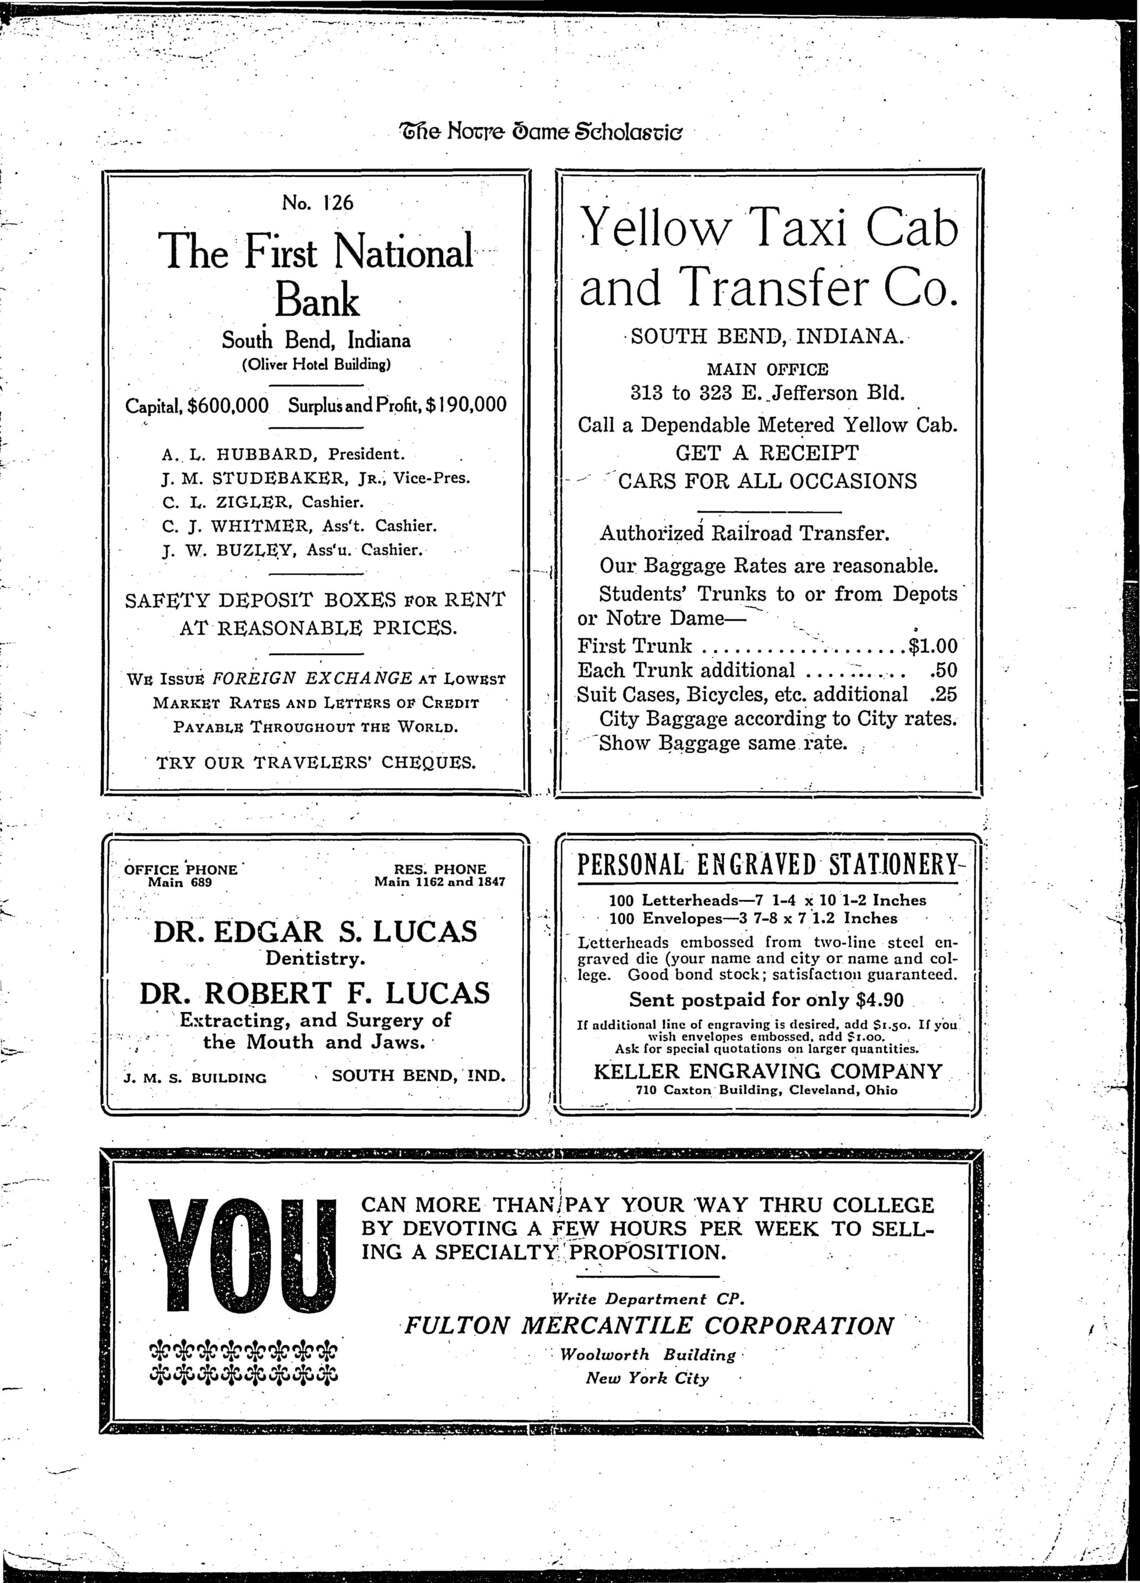 The Notre Dame Scholastic
No. 126
The First National
Bank
South Bend, Indiana
(Oliver Hotel Building)
Capital, $600,000 Surplus and Profit, $190,000
A. L. HUBBARD, President.
J. M. STUDEBAKER, JR., Vice-Pres.
C. L. ZIGLER, Cashier.
C. J. WHITMER, Ass't. Cashier.
J. W. BUZLEY, Ass'u. Cashier.
SAFETY DEPOSIT BOXES FOR RENT
AT REASONABLE PRICES.
WE ISSUE FOREIGN EXCHANGE AT LOWEST
MARKET RATES AND LETTERS OF CREDIT
PAYABLE THROUGHOUT THE WORLD.
TRY OUR TRAVELERS' CHEQUES.
Yellow Taxi Cab
and Transfer Co.
SOUTH BEND, INDIANA.
MAIN OFFICE
313 to 323 E. Jefferson Bld.
Call a Dependable Metered Yellow Cab.
GET A RECEIPT
CARS FOR ALL OCCASIONS
Authorized Railroad Transfer.
Our Baggage Rates are reasonable.
Students' Trunks to or from Depots
or Notre Dame—
First Trunk ....................$1.00
Each Trunk additional .......... .50
Suit Cases, Bicycles, etc. additional .25
City Baggage according to City rates.
Show Baggage same rate.
OFFICE PHONE RES. PHONE
Main 689 Main 1162 and 1847
DR. EDGAR S. LUCAS
Dentistry.
DR. ROBERT F. LUCAS
Extracting, and Surgery of
the Mouth and Jaws.
J. M. S. BUILDING SOUTH BEND, IND.
PERSONAL ENGRAVED STATIONERY
100 Letterheads—7 1-4 x 10 1-2 Inches
100 Envelopes—3 7-8 x 7 1.2 Inches
Letterheads embossed from two-line steel en-
graved die (your name and city or name and col-
lege. Good bond stock; satisfaction guaranteed.
Sent postpaid for only $4.90
If additional line of engraving is desired, add $1.50. If you
wish envelopes embossed, add $1.00.
Ask for special quotations on larger quantities.
KELLER ENGRAVING COMPANY
710 Caxton Building, Cleveland, Ohio
YOU
CAN MORE THAN PAY YOUR WAY THRU COLLEGE
BY DEVOTING A FEW HOURS PER WEEK TO SELL-
ING A SPECIALTY PROPOSITION.
Write Department CP.
FULTON MERCANTILE CORPORATION
Woolworth Building
New York City